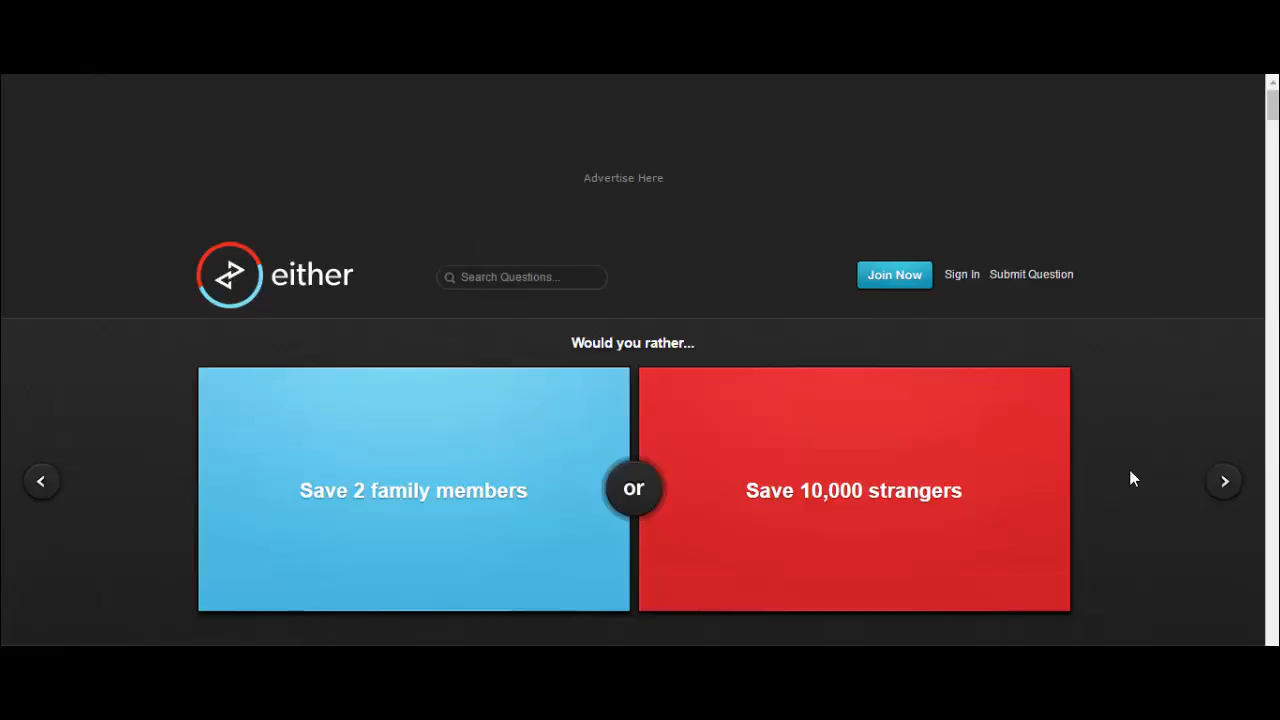 Advertise Here
either
Search Questions...
Join Now
Sign In
Submit Question
Would you rather...
Save 2 family members
or
Save 10,000 strangers